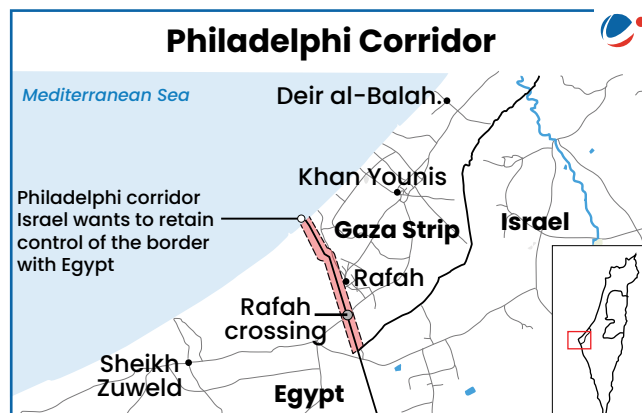 Philadelphi Corridor
Mediterranean Sea
Deir al-Balah.
Khan Younis
Philadelphi corridor
Israel wants to retain
control of the border
with Egypt
Gaza Strip
Israel
Rafah
Rafah
crossing
Sheikh
Zuweld
Egypt